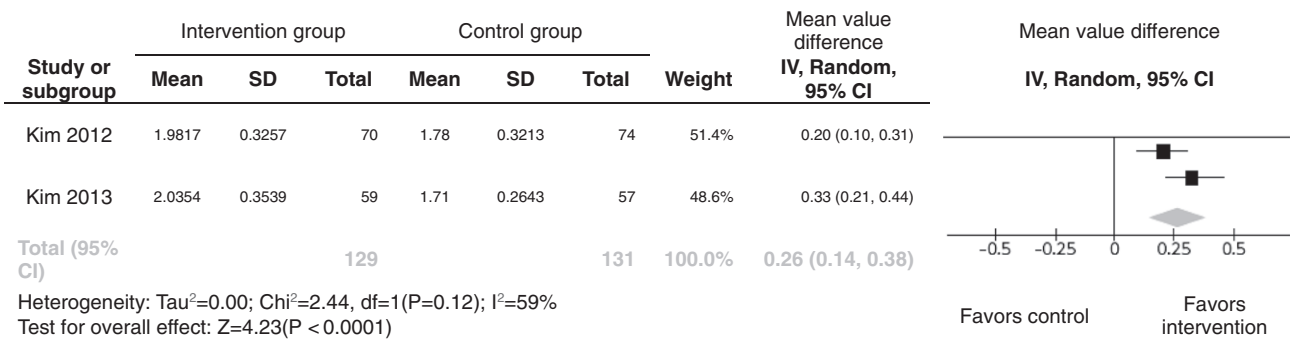 Intervention group Control group Mean value difference Mean value difference
Study or subgroup Mean SD Total Mean SD Total Weight IV, Random, 95% CI IV, Random, 95% CI
Kim 2012 1.9817 0.3257 70 1.78 0.3213 74 51.4% 0.20 (0.10, 0.31)
Kim 2013 2.0354 0.3539 59 1.71 0.2643 57 48.6% 0.33 (0.21, 0.44)
Total (95% CI) 129 131 100.0% 0.26 (0.14, 0.38)
-0.5 -0.25 0 0.25 0.5
Heterogeneity: Tau²=0.00; Chi²=2.44, df=1(P=0.12); I²=59%
Test for overall effect: Z=4.23(P < 0.0001)
Favors control Favors intervention